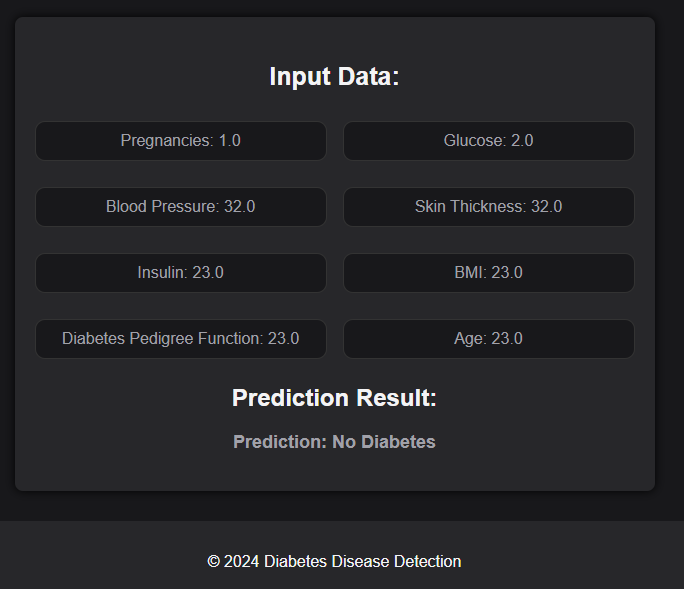 Input Data:
Pregnancies: 1.0
Glucose: 2.0
Blood Pressure: 32.0
Skin Thickness: 32.0
Insulin: 23.0
BMI: 23.0
Diabetes Pedigree Function: 23.0
Age: 23.0
Prediction Result:
Prediction: No Diabetes
© 2024 Diabetes Disease Detection